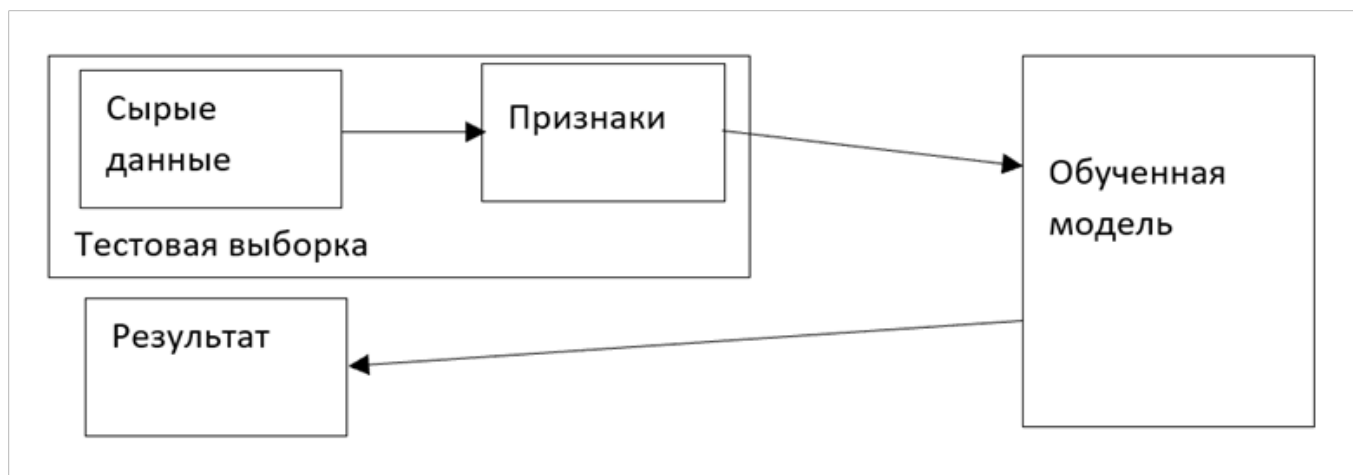 Сырые
данные
Признаки
Тестовая выборка
Обученная
модель
Результат